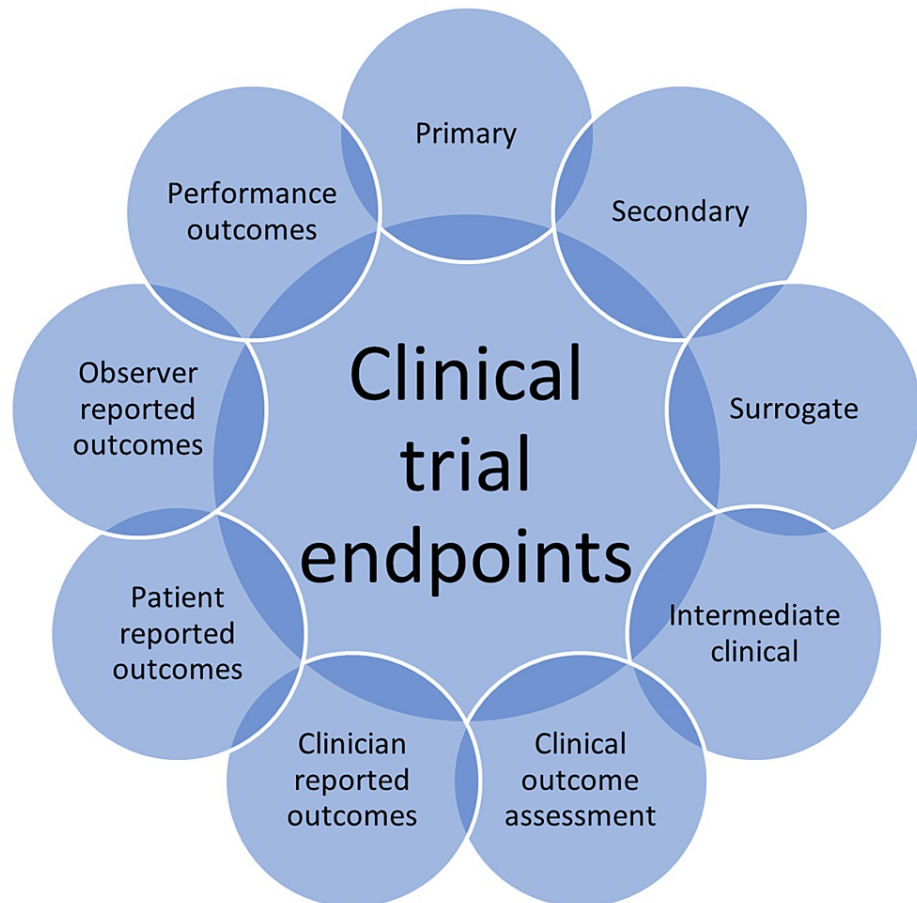 Primary
Secondary
Surrogate
Intermediate
clinical
Clinical
outcome
assessment
Clinician
reported
outcomes
Patient
reported
outcomes
Observer
reported
outcomes
Performance
outcomes
Clinical
trial
endpoints